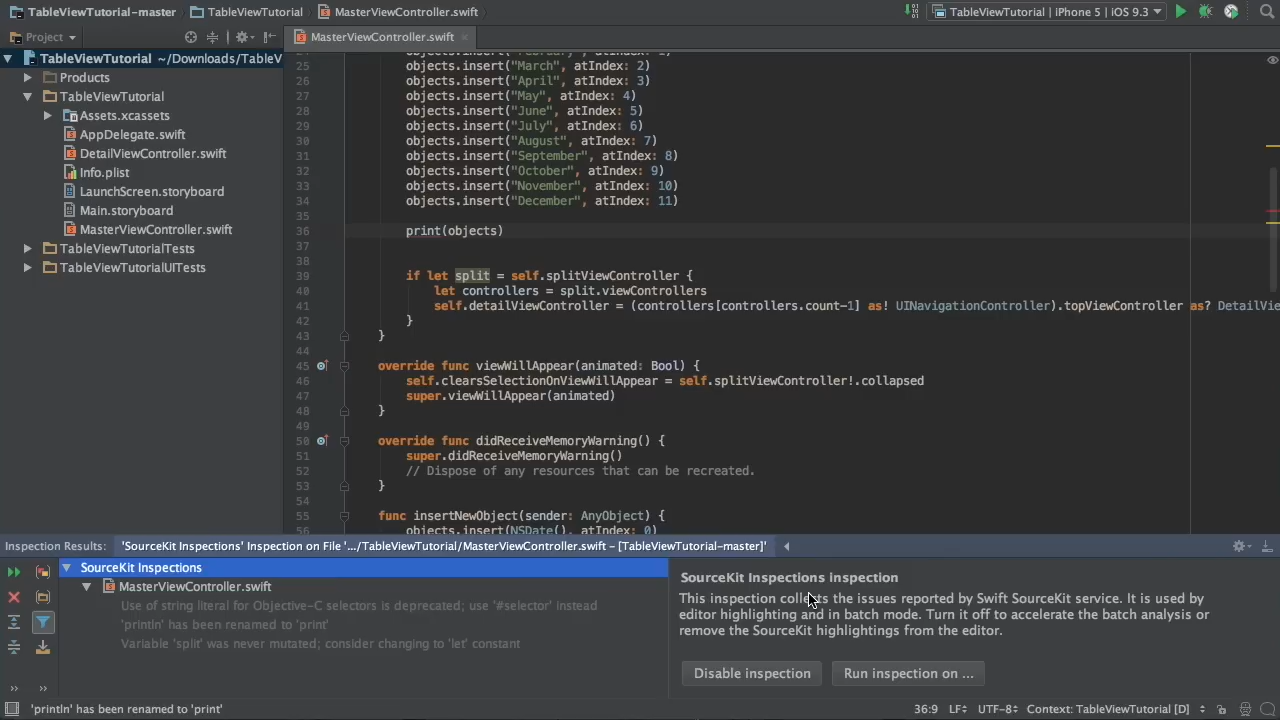 TableViewTutorial-master TableViewTutorial MasterViewController.swift
TableViewTutorial | iPhone 5 | iOS 9.3
Project
MasterViewController.swift
TableViewTutorial ~/Downloads/TableV
Products
TableViewTutorial
Assets.xcassets
AppDelegate.swift
DetailViewController.swift
Info.plist
LaunchScreen.storyboard
Main.storyboard
MasterViewController.swift
TableViewTutorialTests
TableViewTutorialUITests
24 objects.insert("February", atIndex: 1)
25 objects.insert("March", atIndex: 2)
26 objects.insert("April", atIndex: 3)
27 objects.insert("May", atIndex: 4)
28 objects.insert("June", atIndex: 5)
29 objects.insert("July", atIndex: 6)
30 objects.insert("August", atIndex: 7)
31 objects.insert("September", atIndex: 8)
32 objects.insert("October", atIndex: 9)
33 objects.insert("November", atIndex: 10)
34 objects.insert("December", atIndex: 11)
35
36 print(objects)
37
38
39 if let split = self.splitViewController {
40 let controllers = split.viewControllers
41 self.detailViewController = (controllers[controllers.count-1] as! UINavigationController).topViewController as? DetailVie
42 }
43 }
44
45 override func viewWillAppear(animated: Bool) {
46 self.clearsSelectionOnViewWillAppear = self.splitViewController!.collapsed
47 super.viewWillAppear(animated)
48 }
49
50 override func didReceiveMemoryWarning() {
51 super.didReceiveMemoryWarning()
52 // Dispose of any resources that can be recreated.
53 }
54
55 func insertNewObject(sender: AnyObject) {
56 objects.insert(NSDate(), atIndex: 0)
Inspection Results: 'SourceKit Inspections' Inspection on File '.../TableViewTutorial/MasterViewController.swift – [TableViewTutorial-master]'
SourceKit Inspections
MasterViewController.swift
Use of string literal for Objective-C selectors is deprecated; use '#selector' instead
'println' has been renamed to 'print'
Variable 'split' was never mutated; consider changing to 'let' constant
SourceKit Inspections inspection
This inspection collects the issues reported by Swift SourceKit service. It is used by
editor highlighting and in batch mode. Turn it off to accelerate the batch analysis or
remove the SourceKit highlightings from the editor.
Disable inspection
Run inspection on ...
'println' has been renamed to 'print'
36:9 LF UTF-8 Context: TableViewTutorial [D]